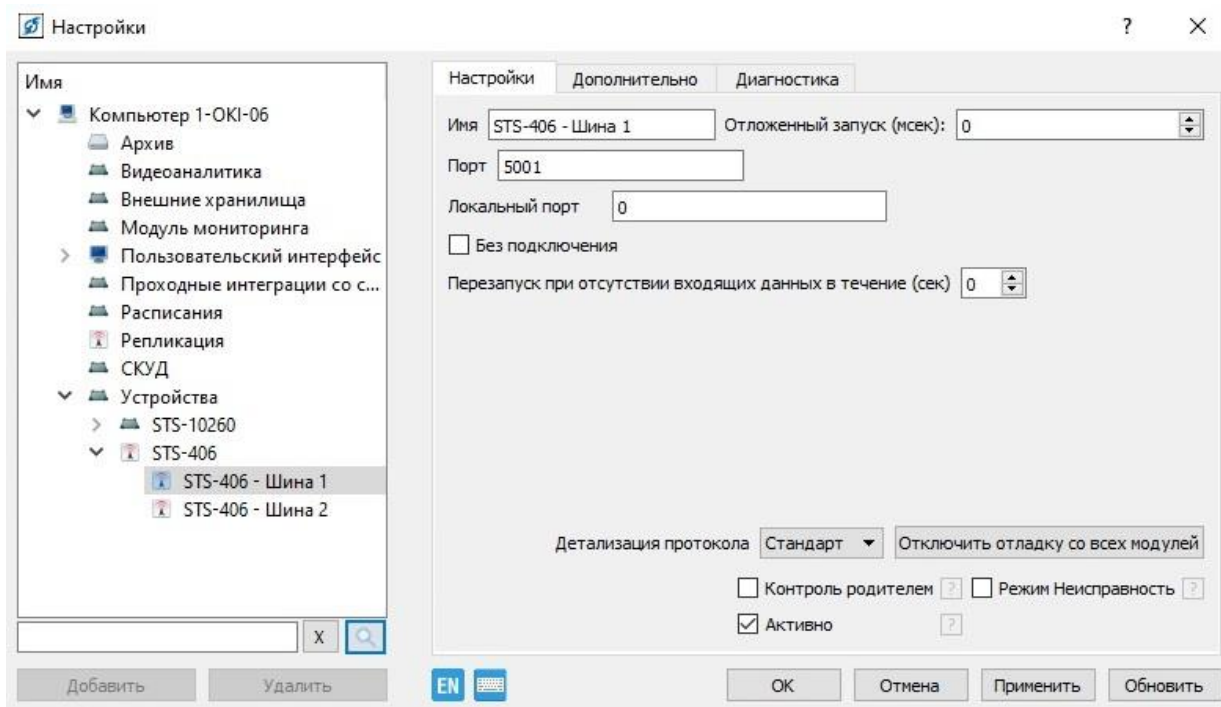 Настройки
?
Имя
Компьютер 1-OKI-06
Архив
Видеоаналитика
Внешние хранилища
Модуль мониторинга
Пользовательский интерфейс
Проходные интеграции со с...
Расписания
Репликация
СКУД
Устройства
STS-10260
STS-406
STS-406 - Шина 1
STS-406 - Шина 2
X
Добавить Удалить
Настройки Дополнительно Диагностика
Имя STS-406 - Шина 1 Отложенный запуск (мсек): 0
Порт 5001
Локальный порт 0
Без подключения
Перезапуск при отсутствии входящих данных в течение (сек) 0
Детализация протокола Стандарт Отключить отладку со всех модулей
Контроль родителем ? Режим Неисправность ?
Активно ?
EN OK Отмена Применить Обновить